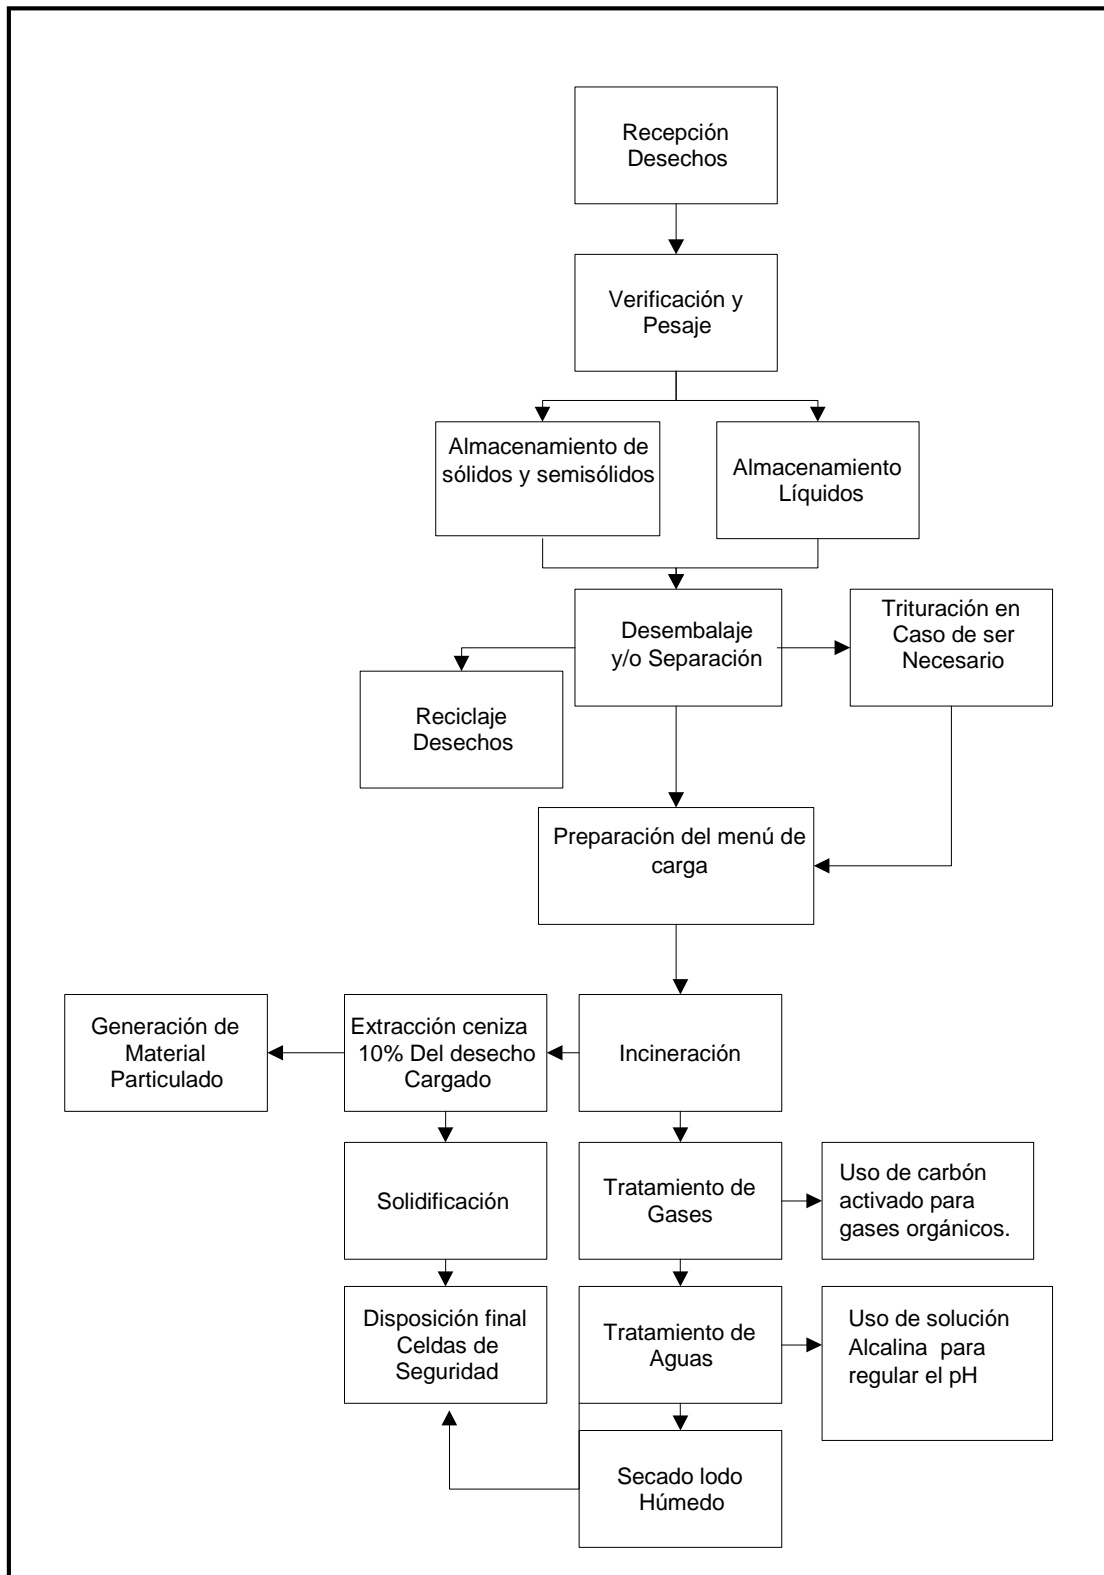 Recepción
Desechos
Verificación y
Pesaje
Almacenamiento de
sólidos y semisólidos
Almacenamiento
Líquidos
Desembalaje
y/o Separación
Trituración en
Caso de ser
Necesario
Reciclaje
Desechos
Preparación del menú de
carga
Generación de
Material
Particulado
Extracción ceniza
10% Del desecho
Cargado
Incineración
Solidificación
Tratamiento de
Gases
Uso de carbón
activado para
gases orgánicos.
Disposición final
Celdas de
Seguridad
Tratamiento de
Aguas
Uso de solución
Alcalina para
regular el pH
Secado lodo
Húmedo